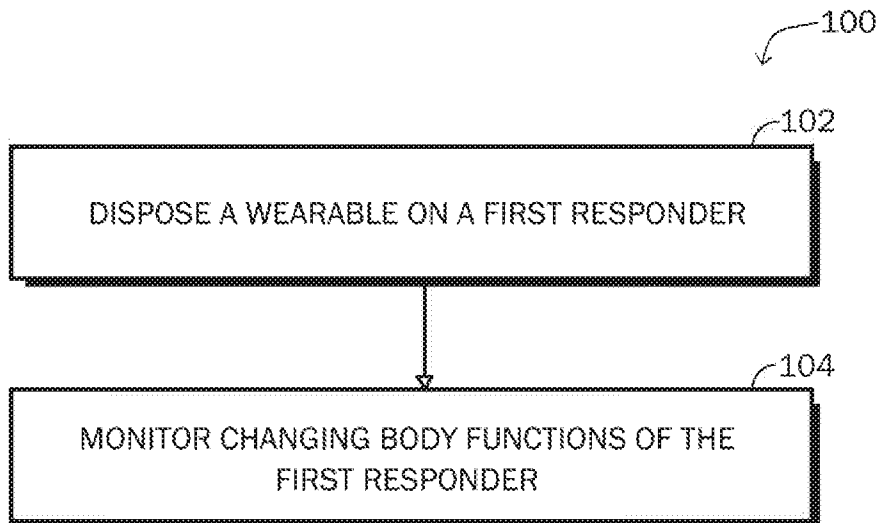 100
102
DISPOSE A WEARABLE ON A FIRST RESPONDER
104
MONITOR CHANGING BODY FUNCTIONS OF THE
FIRST RESPONDER